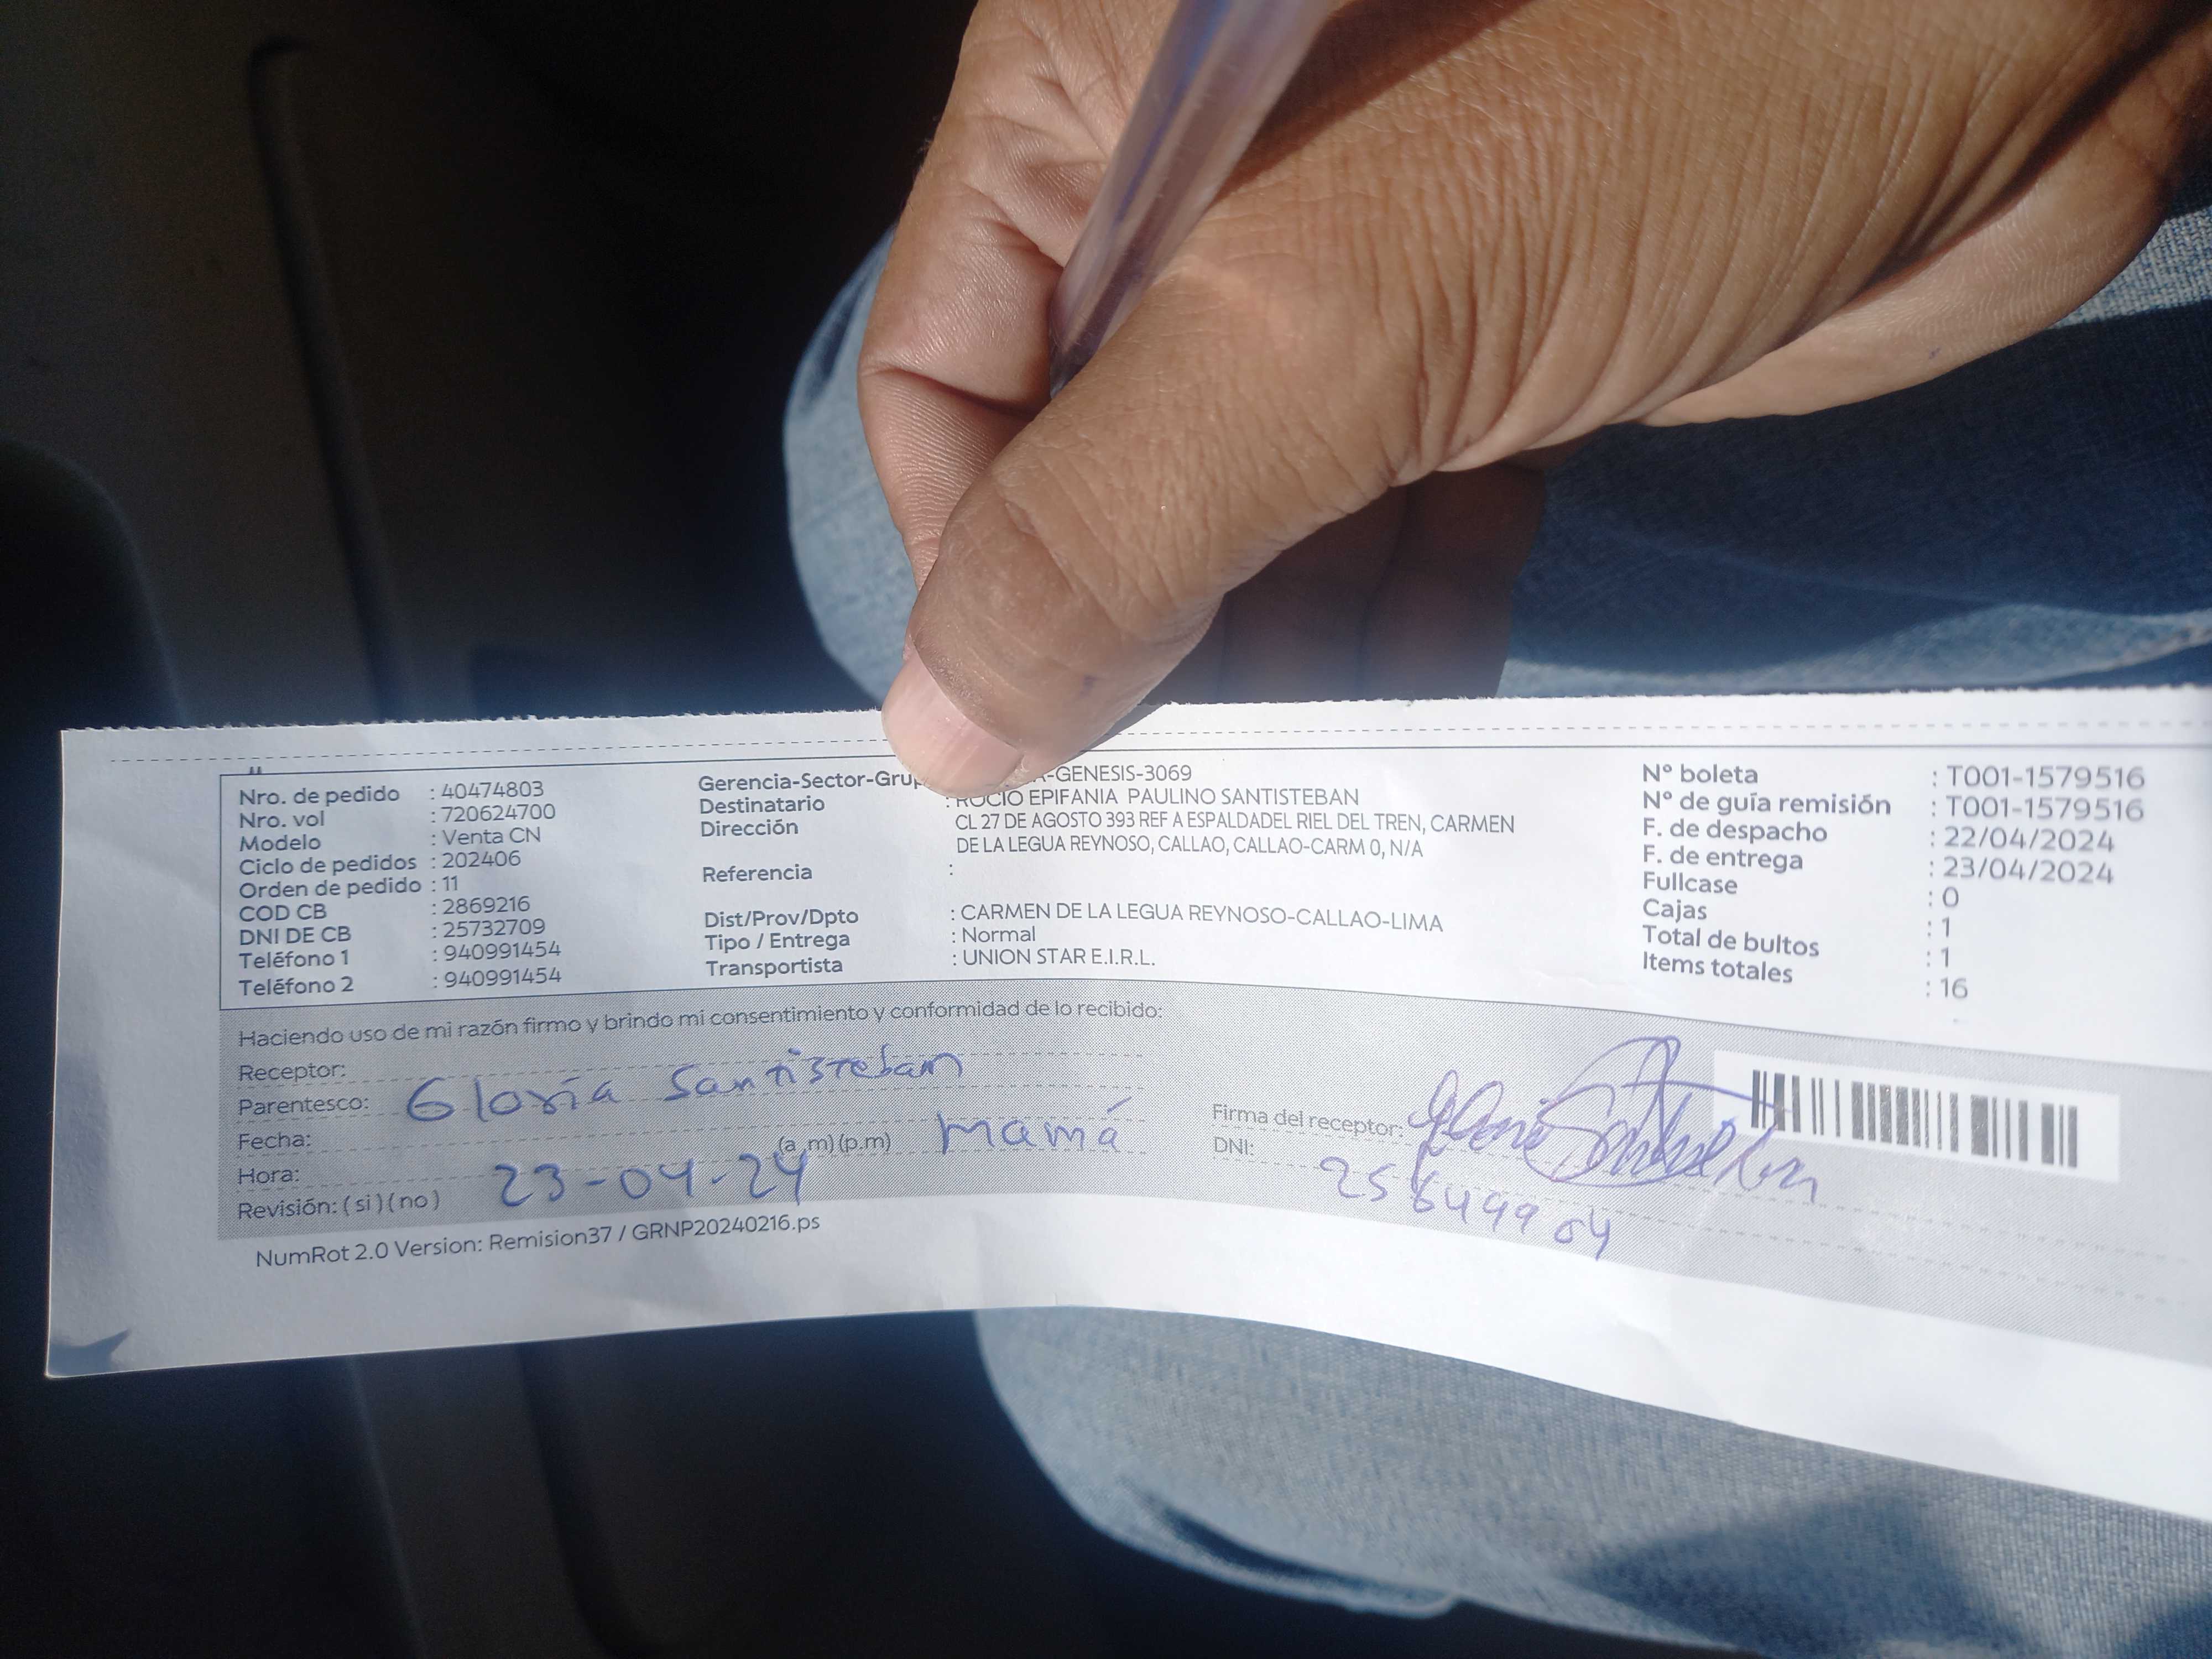 Nro. de pedido : 40474803
Nro. vol : 720624700
Modelo : Venta CN
Ciclo de pedidos : 202406
Orden de pedido : 11
COD CB : 2869216
DNI DE CB : 25732709
Teléfono 1 : 940991454
Teléfono 2 : 940991454
Gerencia-Sector-Gru -GENESIS-3069
Destinatario : ROCIO EPIFANIA PAULINO SANTISTEBAN
Dirección CL 27 DE AGOSTO 393 REF A ESPALDADEL RIEL DEL TREN, CARMEN
DE LA LEGUA REYNOSO, CALLAO, CALLAO-CARM 0, N/A
Referencia :
Dist/Prov/Dpto : CARMEN DE LA LEGUA REYNOSO-CALLAO-LIMA
Tipo / Entrega : Normal
Transportista : UNION STAR E.I.R.L.
N° boleta : T001-1579516
N° de guía remisión : T001-1579516
F. de despacho : 22/04/2024
F. de entrega : 23/04/2024
Fullcase : 0
Cajas : 1
Total de bultos : 1
Items totales : 16
Haciendo uso de mi razón firmo y brindo mi consentimiento y conformidad de lo recibido:
Receptor:
Parentesco: Gloria Santisteban
Fecha: (a.m)(p.m) mamá
Hora:
Revisión: (si)(no) 23-04-24
Firma del receptor:
DNI:
NumRot 2.0 Version: Remision37 / GRNP20240216.ps